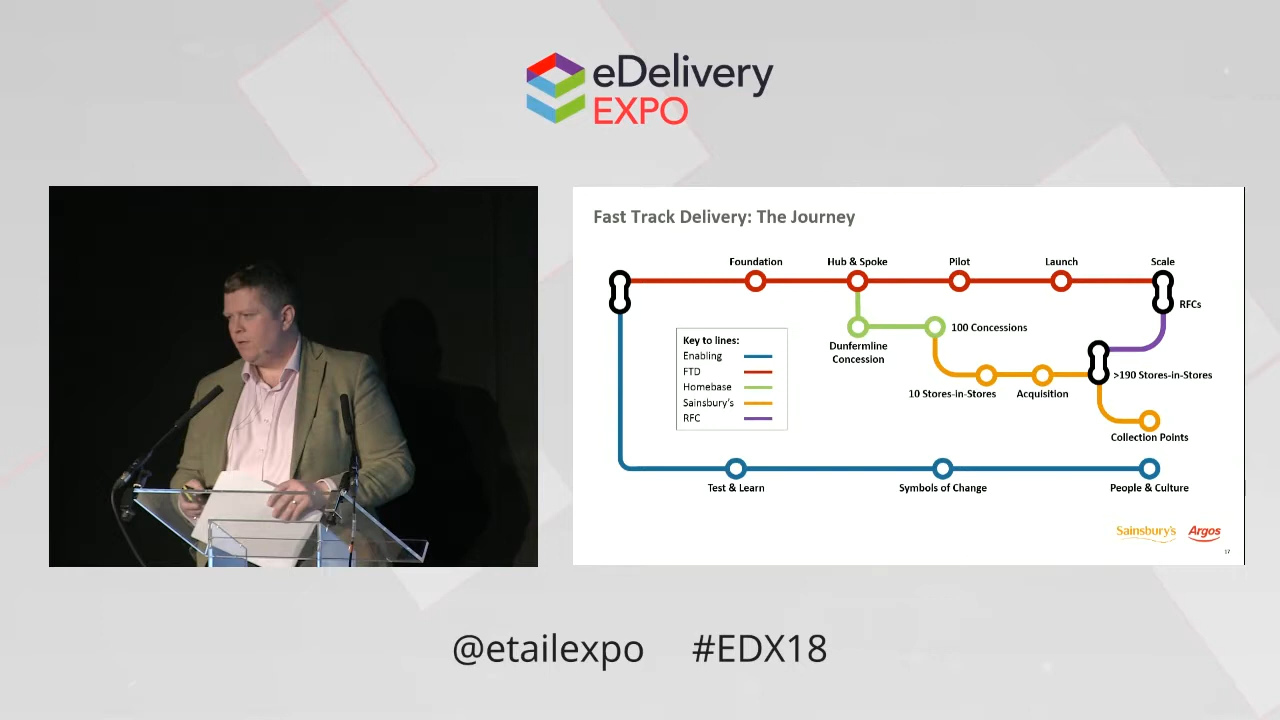 eDelivery
EXPO
Fast Track Delivery: The Journey
Foundation
Hub & Spoke
Pilot
Launch
Scale
RFCs
100 Concessions
Dunfermline
Concession
Key to lines:
Enabling
FTD
Homebase
Sainsbury's
RFC
>190 Stores-in-Stores
10 Stores-in-Stores
Acquisition
Collection Points
Test & Learn
Symbols of Change
People & Culture
Sainsbury's
Argos
17
@etailexpo #EDX18